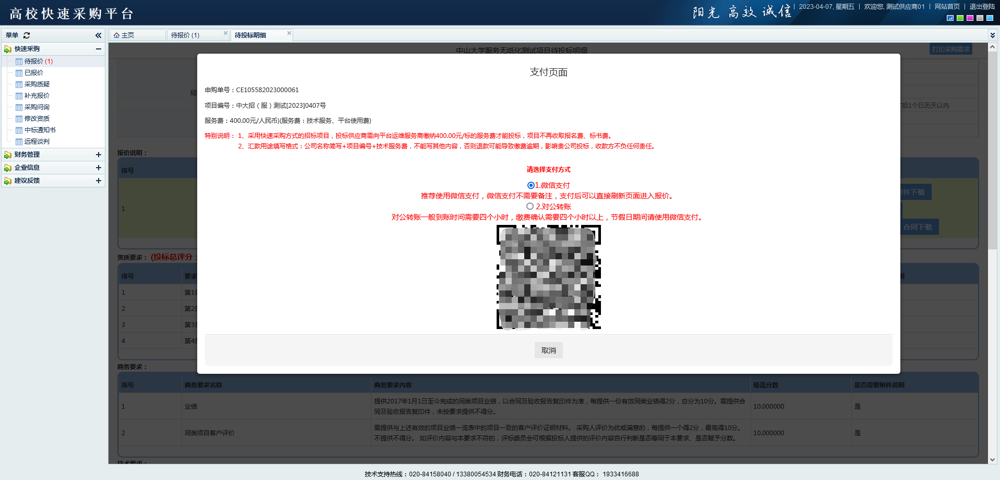 高校快速采购平台
阳光 高效 诚信
2023-04-07, 星期五 | 欢迎您, 测试供应商01 | 网站首页 | 退出登陆
菜单
主页
待报价 (1)
待投标明细
快速采购
待报价 (1)
已报价
采购质疑
补充报价
采购问询
修改资质
中标通知书
远程谈判
财务管理
企业信息
建议反馈
中山大学服务无纸化测试项目待投标明细
打印采购需求
经
后1个日历天以内
支付页面
申购单号：CE105582023000061
项目编号：中大招（服）测试[2023]0407号
服务费：400.00元/人民币)(服务费：技术服务、平台使用费)
特别说明： 1、采用快速采购方式的招标项目，投标供应商需向平台运维服务商缴纳400.00元/标的服务费才能投标，项目不再收取报名费、标书费。
2、汇款用途填写格式：公司名称简写+项目编号+技术服务费，不能写其他内容，否则退款可能导致缴费逾期，影响贵公司投标，收款方不负任何责任。
请选择支付方式
1.微信支付
推荐使用微信支付，微信支付不需要备注，支付后可以直接刷新页面进入报价。
2.对公转账
对公转账一般到账时间需要四个小时，缴费确认需要四个小时以上，节假日期间请使用微信支付。
取消
报价说明：
序号
1
件下载
合同下载
资质要求： (投标总评分：
序号 要求 明
1 第1条
2 第2条
3 第3条
4 第4条
商务要求：
序号 商务要求名称 商务要求内容 最高分数 是否需要附件说明
1 业绩 提供2017年1月1日至今完成的同类项目业绩，以合同及验收报告复印件为准，每提供一份有效同类业绩得2分，总分为10分。需提供合同及验收报告复印件，未按要求提供不得分。 10.000000 是
2 同类项目客户评价 需提供与上述有效的项目业绩一览表中的项目一致的客户评价证明材料。 采购人评价为优或满意的，每提供一个得2分，最高得10分。不提供不得分。 如评价内容与本要求不符的，评标委员会可根据投标人提供的评价内容自行判断是否等同于本要求、是否赋予分数。 10.000000 是
技术要求：
技术支持热线：020-84158040 / 13380054534 财务电话：020-84121131 客服QQ： 1933416688